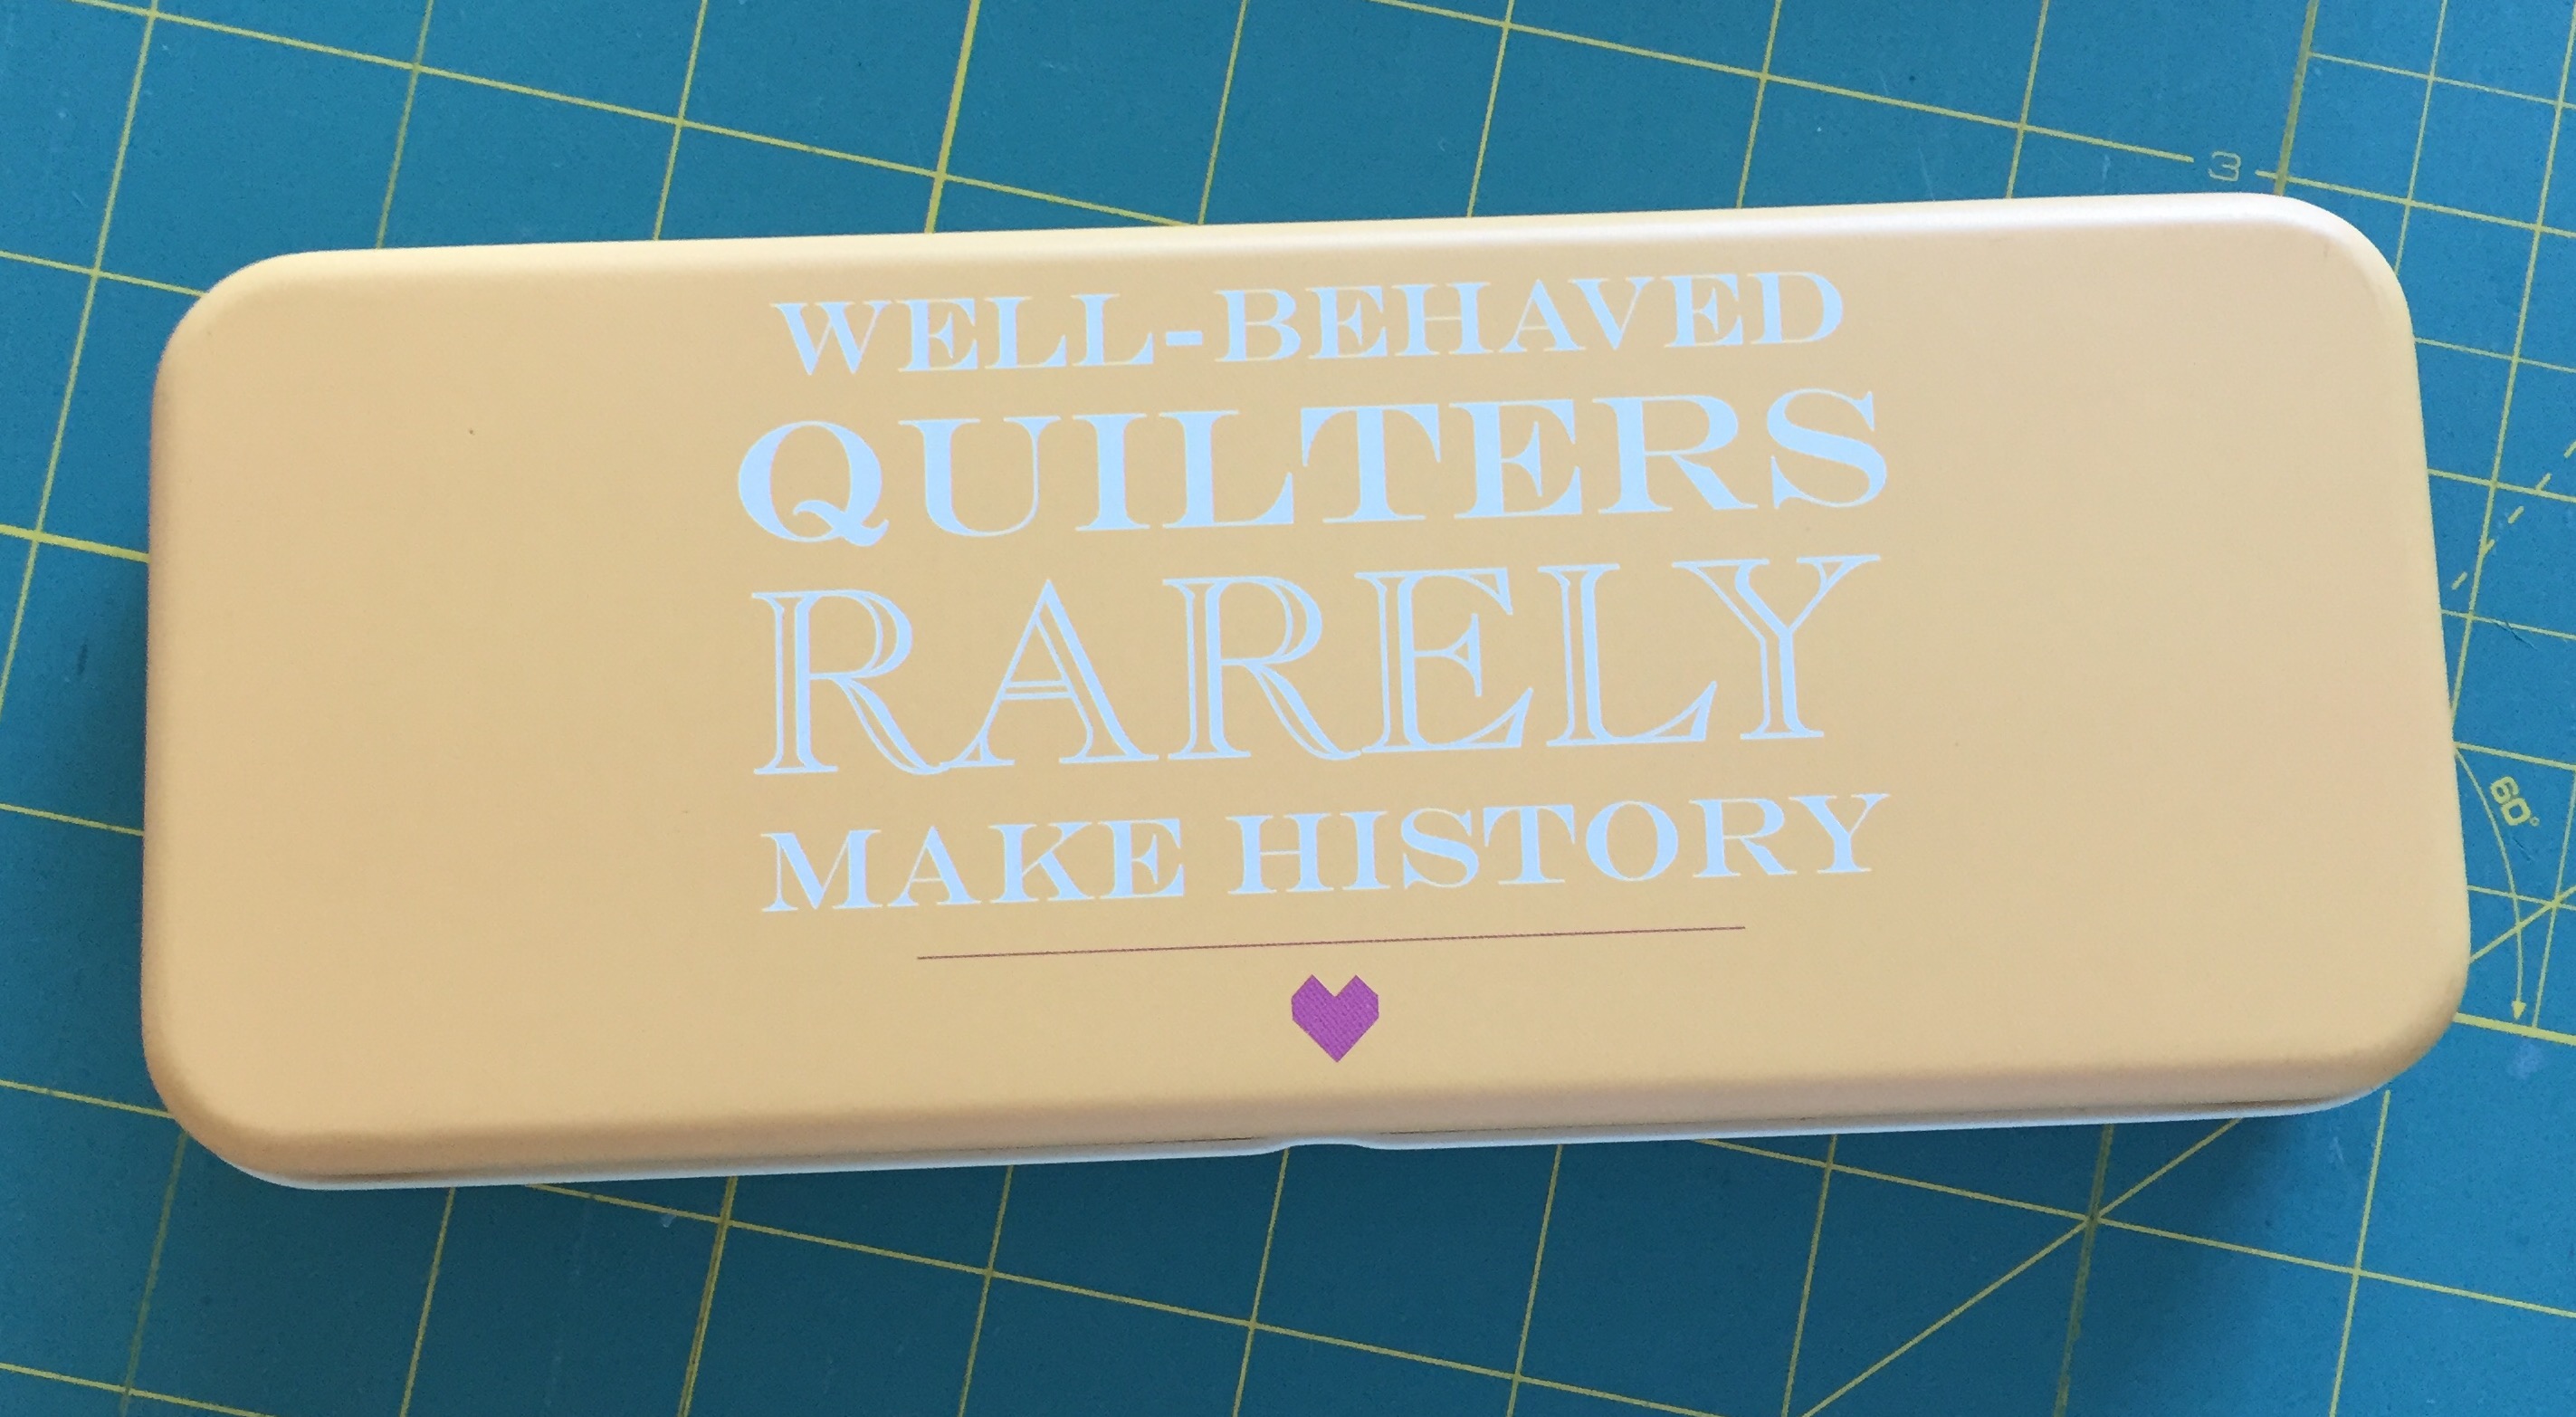 3
WELL-BEHAVED
QUILTERS
RARELY
MAKE HISTORY
60°